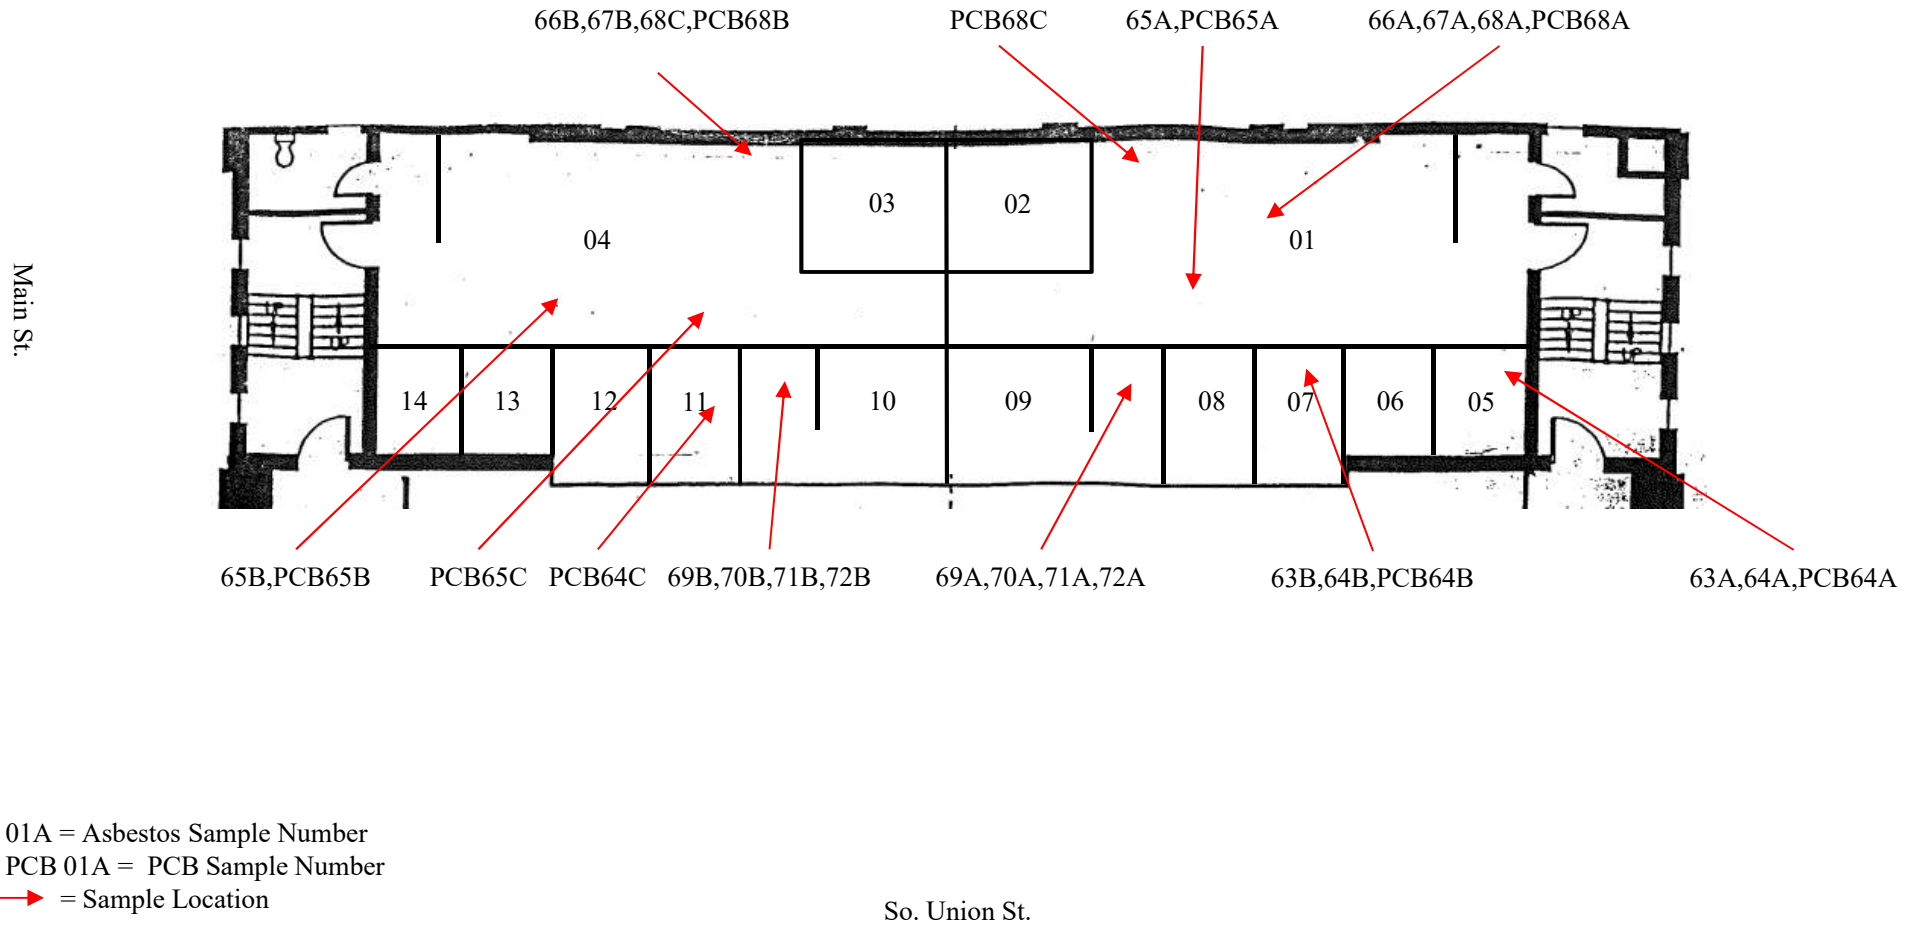 66B,67B,68C,PCB68B
PCB68C
65A,PCB65A
66A,67A,68A,PCB68A
03
02
04
01
Main St.
14
13
12
11
10
09
08
07
06
05
65B,PCB65B
PCB65C
PCB64C
69B,70B,71B,72B
69A,70A,71A,72A
63B,64B,PCB64B
63A,64A,PCB64A
01A = Asbestos Sample Number
PCB 01A = PCB Sample Number
= Sample Location
So. Union St.